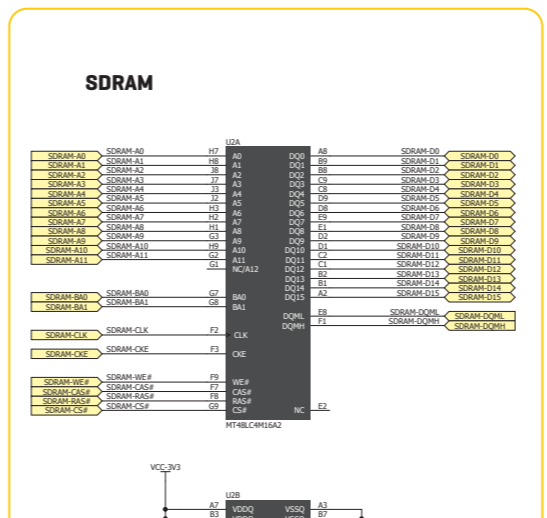 SDRAM
U2A
SDRAM-A0 SDRAM-A0 H7 A0 DQ0 A8 SDRAM-D0 SDRAM-D0
SDRAM-A1 SDRAM-A1 H8 A1 DQ1 B9 SDRAM-D1 SDRAM-D1
SDRAM-A2 SDRAM-A2 J8 A2 DQ2 B8 SDRAM-D2 SDRAM-D2
SDRAM-A3 SDRAM-A3 J7 A3 DQ3 C9 SDRAM-D3 SDRAM-D3
SDRAM-A4 SDRAM-A4 J3 A4 DQ4 C8 SDRAM-D4 SDRAM-D4
SDRAM-A5 SDRAM-A5 J2 A5 DQ5 D9 SDRAM-D5 SDRAM-D5
SDRAM-A6 SDRAM-A6 H3 A6 DQ6 D8 SDRAM-D6 SDRAM-D6
SDRAM-A7 SDRAM-A7 H2 A7 DQ7 E9 SDRAM-D7 SDRAM-D7
SDRAM-A8 SDRAM-A8 H1 A8 DQ8 E1 SDRAM-D8 SDRAM-D8
SDRAM-A9 SDRAM-A9 G3 A9 DQ9 D2 SDRAM-D9 SDRAM-D9
SDRAM-A10 SDRAM-A10 H9 A10 DQ10 D1 SDRAM-D10 SDRAM-D10
SDRAM-A11 SDRAM-A11 G2 A11 DQ11 C2 SDRAM-D11 SDRAM-D11
G1 NC/A12 DQ12 C1 SDRAM-D12 SDRAM-D12
DQ13 B2 SDRAM-D13 SDRAM-D13
DQ14 B1 SDRAM-D14 SDRAM-D14
SDRAM-BA0 SDRAM-BA0 G7 BA0 DQ15 A2 SDRAM-D15 SDRAM-D15
SDRAM-BA1 SDRAM-BA1 G8 BA1
DQML E8 SDRAM-DQML SDRAM-DQML
DQMH F1 SDRAM-DQMH SDRAM-DQMH
SDRAM-CLK SDRAM-CLK F2 CLK
SDRAM-CKE SDRAM-CKE F3 CKE
SDRAM-WE# SDRAM-WE# F9 WE#
SDRAM-CAS# SDRAM-CAS# F7 CAS#
SDRAM-RAS# SDRAM-RAS# F8 RAS#
SDRAM-CS# SDRAM-CS# G9 CS# NC E2
MT48LC4M16A2
VCC-3V3
U2B
A7 VDDQ VSSQ A3
B3 VDDQ VSSQ B7